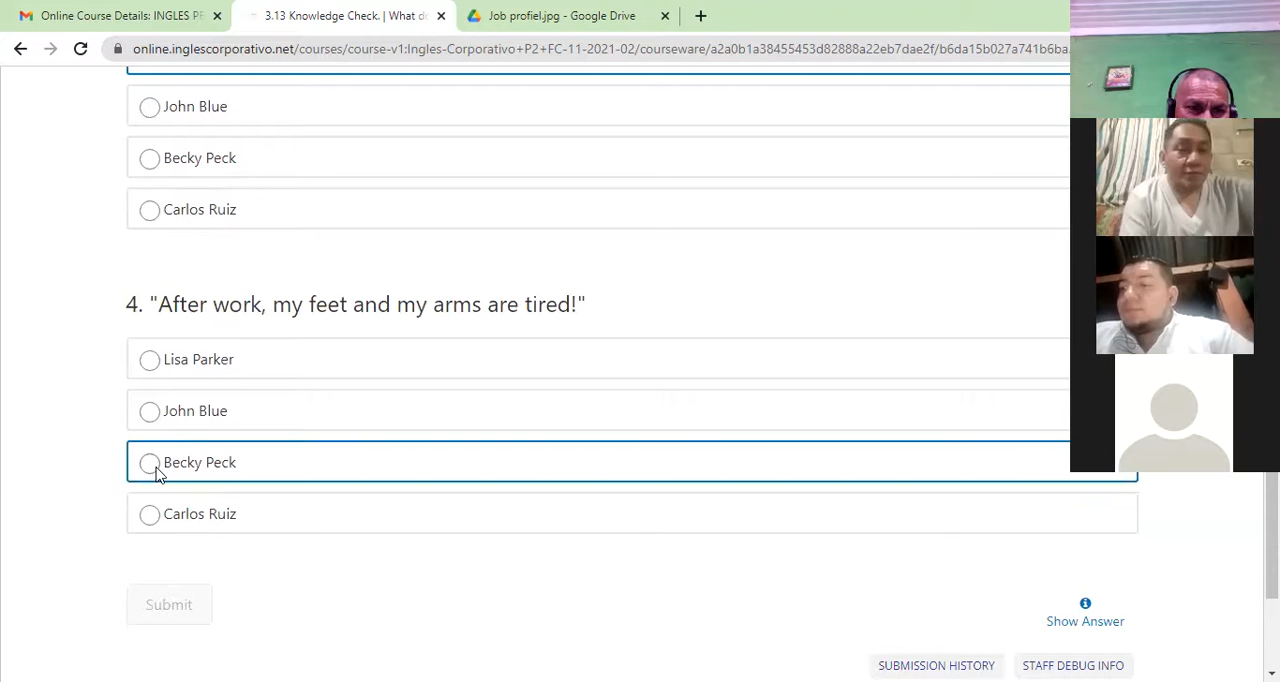 Online Course Details: INGLES PE
3.13 Knowledge Check. | What do
Job profiel.jpg - Google Drive
online.inglescorporativo.net/courses/course-v1:Ingles-Corporativo+P2+FC-11-2021-02/courseware/a2a0b1a38455453d82888a22eb7dae2f/b6da15b027a741b6ba
John Blue
Becky Peck
Carlos Ruiz
4. "After work, my feet and my arms are tired!"
Lisa Parker
John Blue
Becky Peck
Carlos Ruiz
Submit
Show Answer
SUBMISSION HISTORY
STAFF DEBUG INFO